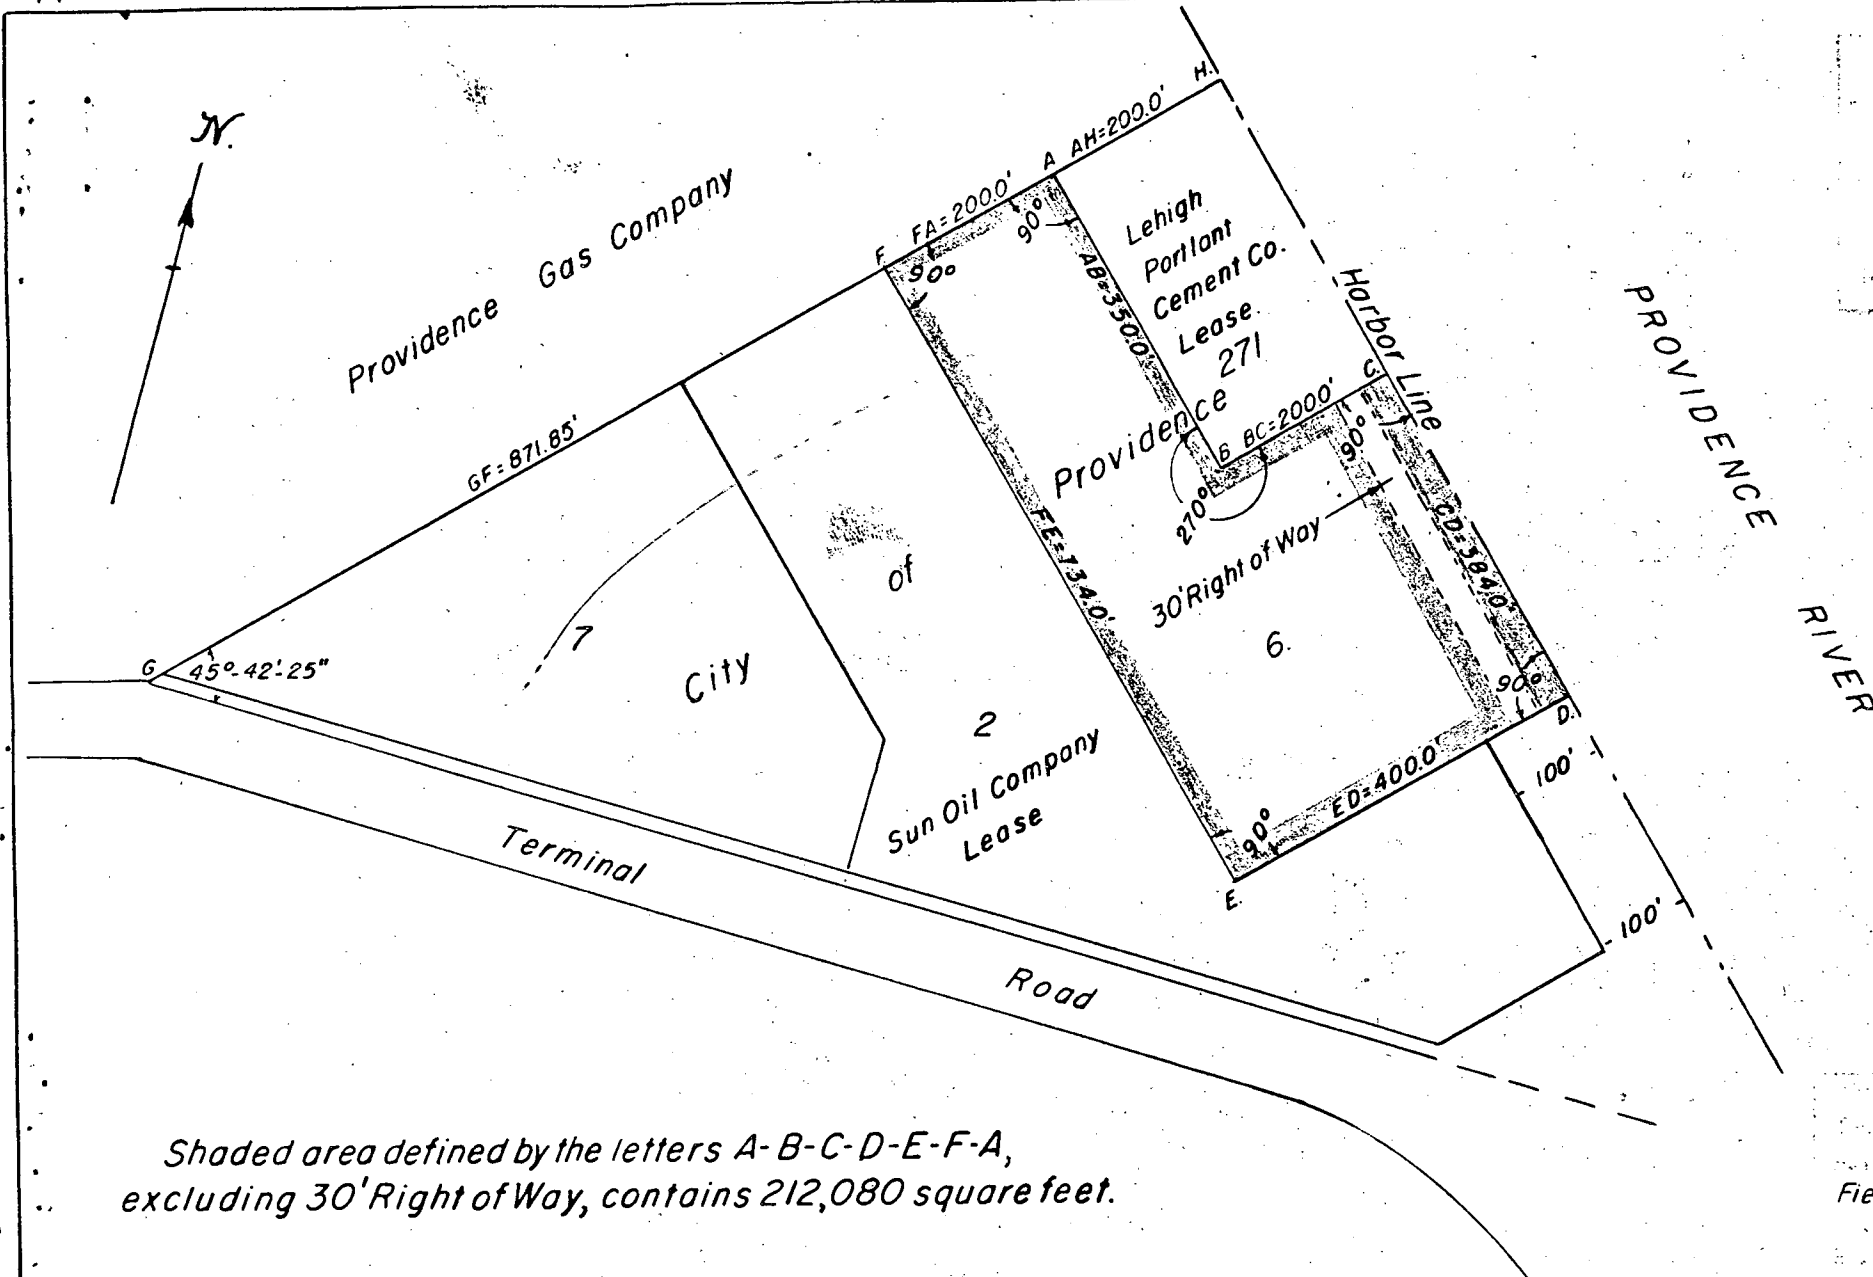 N.
H.
AH=200.0'
A
FA=200.0'
F
90°
90°
Providence Gas Company
Lehigh
Portlant
Cement Co.
Lease.
271
AB=350.0'
Harbor Line
PROVIDENCE
RIVER
GF=871.85'
C.
BC=200.0'
B
90°
270°
Providence
of
City
30' Right of Way
CD=384.0'
FE=734.0'
6.
7
2
G
45°-42'-25"
Sun Oil Company
Lease
90°
D.
ED=400.0'
90°
E.
100'
100'
Terminal
Road
Shaded area defined by the letters A-B-C-D-E-F-A,
excluding 30' Right of Way, contains 212,080 square feet.
Fie